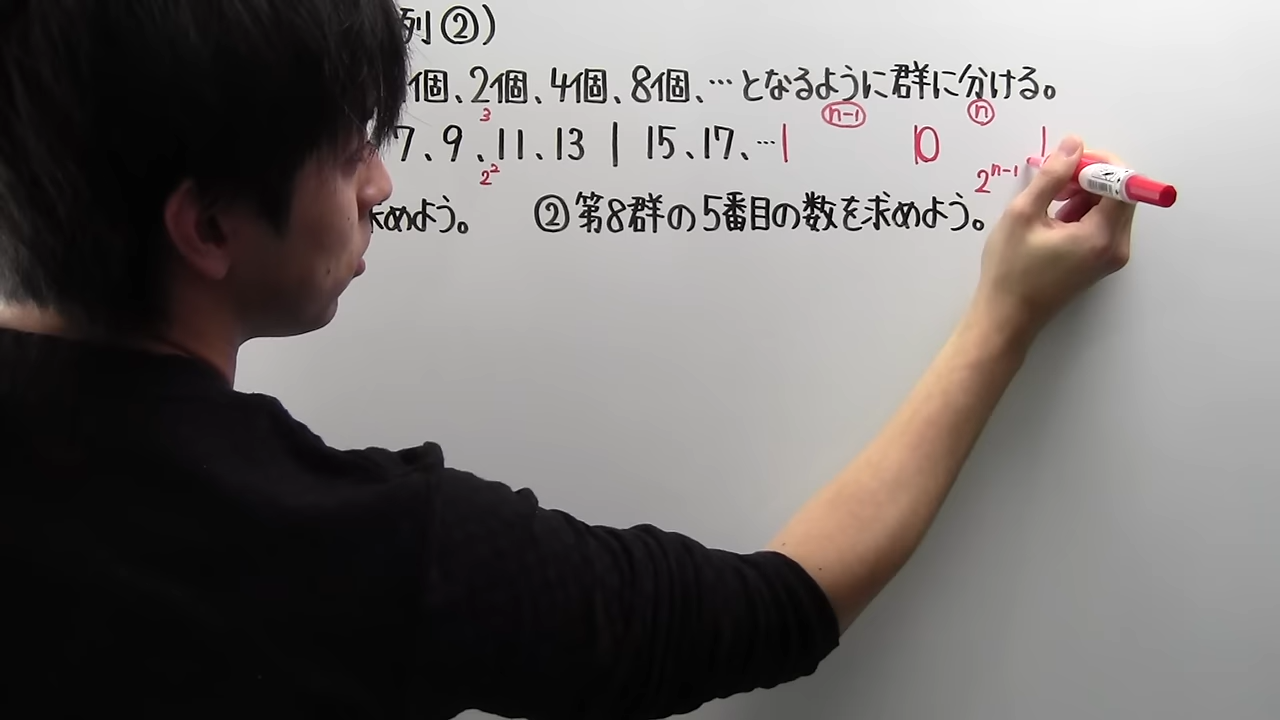 列②)
1個、2個、4個、8個、…となるように群に分ける。
3 n-1 n
7、9、11、13 | 15、17、… | |○ |
2² 2ⁿ⁻¹
求めよう。 ②第8群の5番目の数を求めよう。